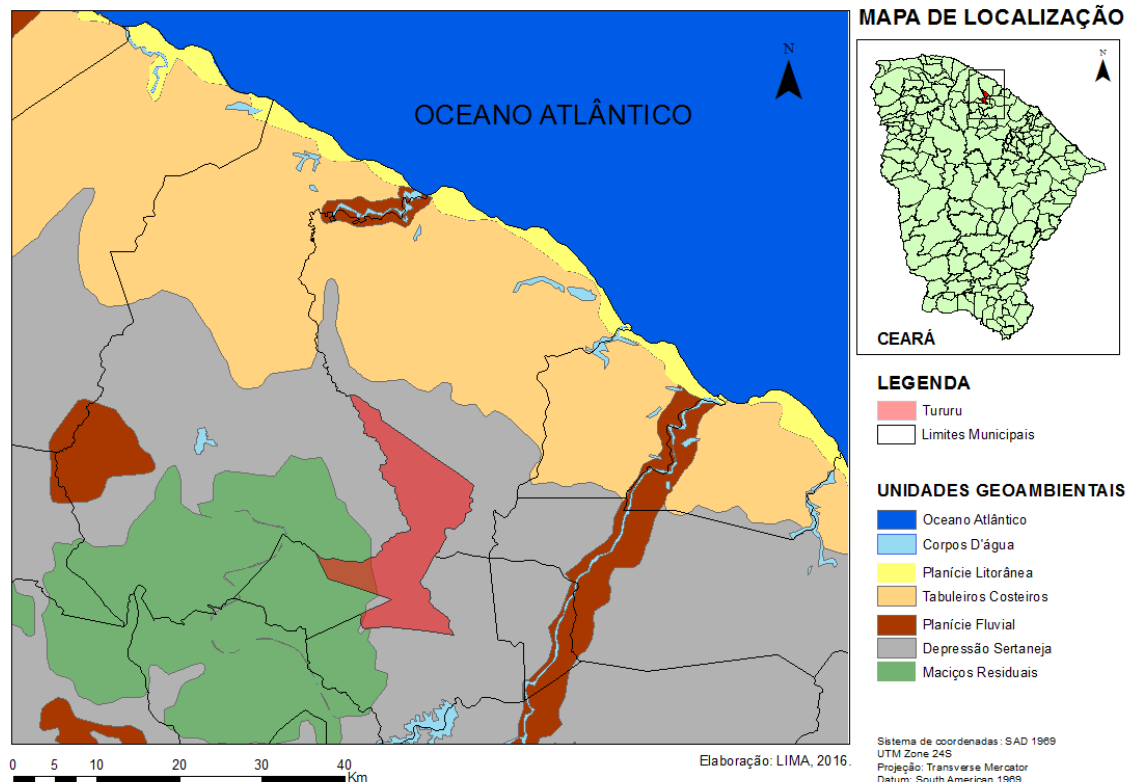 MAPA DE LOCALIZAÇÃO
N
OCEANO ATLÂNTICO
N
CEARÁ
LEGENDA
Tururu
Limites Municipais
UNIDADES GEOAMBIENTAIS
Oceano Atlântico
Corpos D'água
Planície Litorânea
Tabuleiros Costeiros
Planície Fluvial
Depressão Sertaneja
Maciços Residuais
Elaboração: LIMA, 2016.
0 5 10 20 30 40
Km
Sistema de coordenadas: SAD 1969
UTM Zone 24S
Projeção: Transverse Mercator
Datum: South American 1969